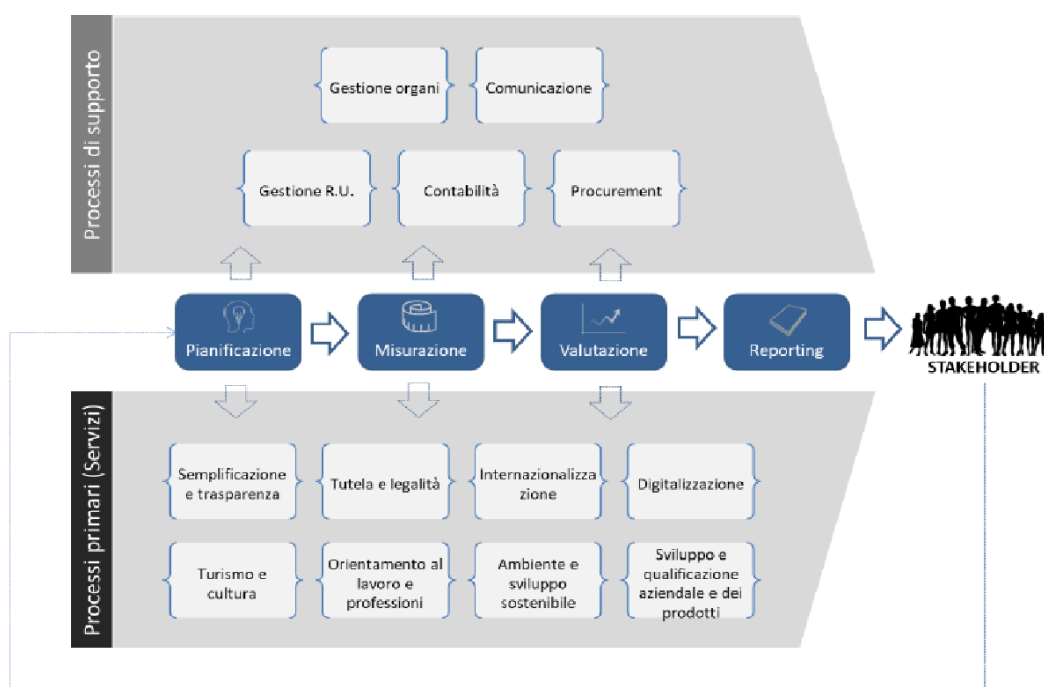 Processi di supporto
Gestione organi
Comunicazione
Gestione R.U.
Contabilità
Procurement
Pianificazione
Misurazione
Valutazione
Reporting
STAKEHOLDER
Processi primari (Servizi)
Semplificazione
e trasparenza
Tutela e legalità
Internazionalizza
zione
Digitalizzazione
Turismo e
cultura
Orientamento al
lavoro e
professioni
Ambiente e
sviluppo
sostenibile
Sviluppo e
qualificazione
aziendale e dei
prodotti